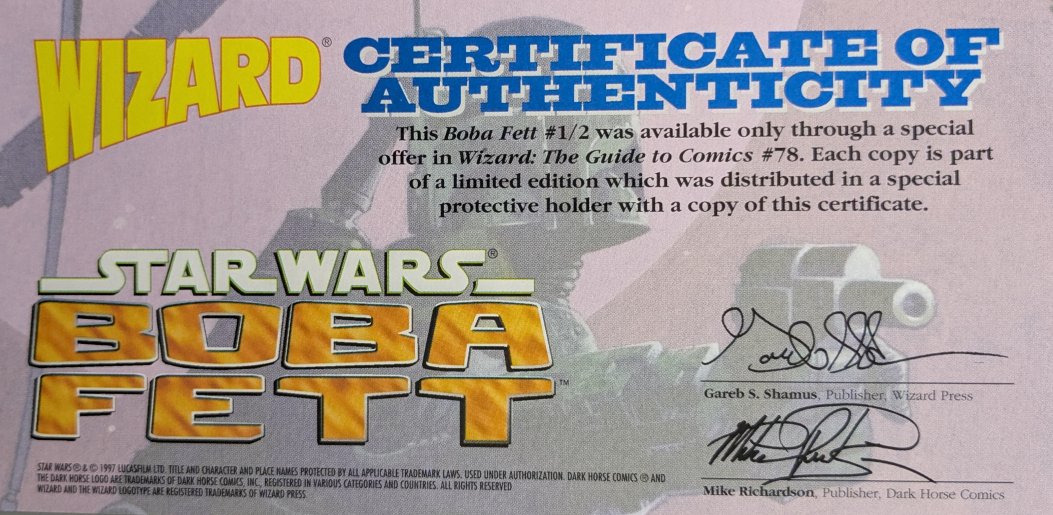 WIZARD®
CERTIFICATE OF
AUTHENTICITY
This Boba Fett #1/2 was available only through a special
offer in Wizard: The Guide to Comics #78. Each copy is part
of a limited edition which was distributed in a special
protective holder with a copy of this certificate.
STAR WARS®
BOBA
FETT™
Gareb S. Shamus, Publisher, Wizard Press
Mike Richardson, Publisher, Dark Horse Comics
STAR WARS ® & © 1997 LUCASFILM LTD. TITLE AND CHARACTER AND PLACE NAMES PROTECTED BY ALL APPLICABLE TRADEMARK LAWS. USED UNDER AUTHORIZATION. DARK HORSE COMICS ® AND
THE DARK HORSE LOGO ARE TRADEMARKS OF DARK HORSE COMICS, INC., REGISTERED IN VARIOUS CATEGORIES AND COUNTRIES. ALL RIGHTS RESERVED
WIZARD AND THE WIZARD LOGOTYPE ARE REGISTERED TRADEMARKS OF WIZARD PRESS.